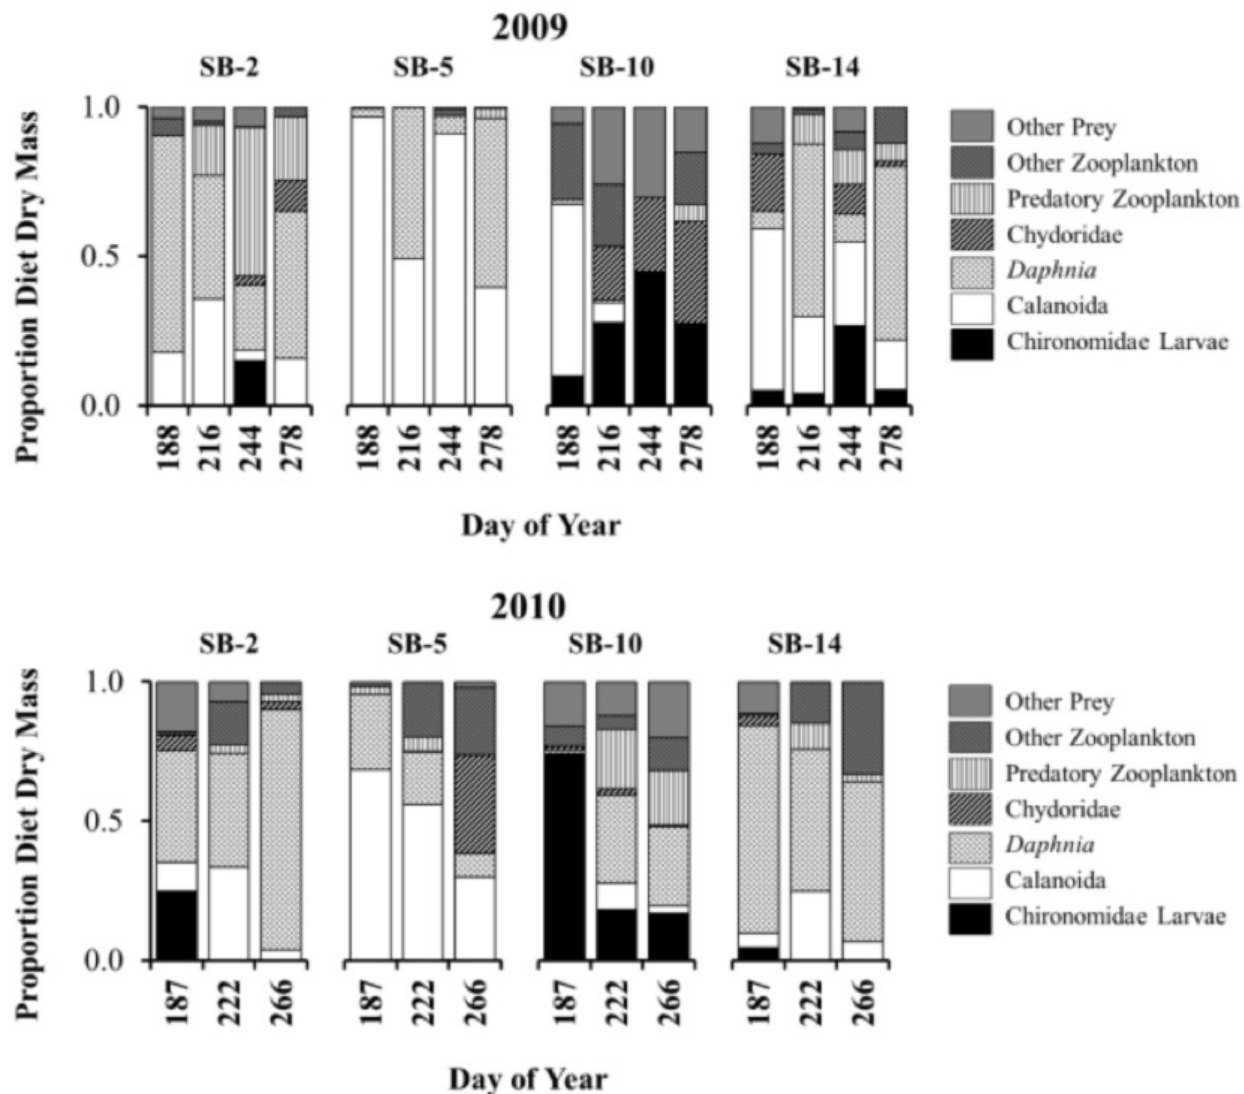 2009
SB-2 SB-5 SB-10 SB-14
Proportion Diet Dry Mass
1.0
0.5
0.0
188 216 244 278 188 216 244 278 188 216 244 278 188 216 244 278
Day of Year
Other Prey
Other Zooplankton
Predatory Zooplankton
Chydoridae
Daphnia
Calanoida
Chironomidae Larvae
2010
SB-2 SB-5 SB-10 SB-14
Proportion Diet Dry Mass
1.0
0.5
0.0
187 222 266 187 222 266 187 222 266 187 222 266
Day of Year
Other Prey
Other Zooplankton
Predatory Zooplankton
Chydoridae
Daphnia
Calanoida
Chironomidae Larvae